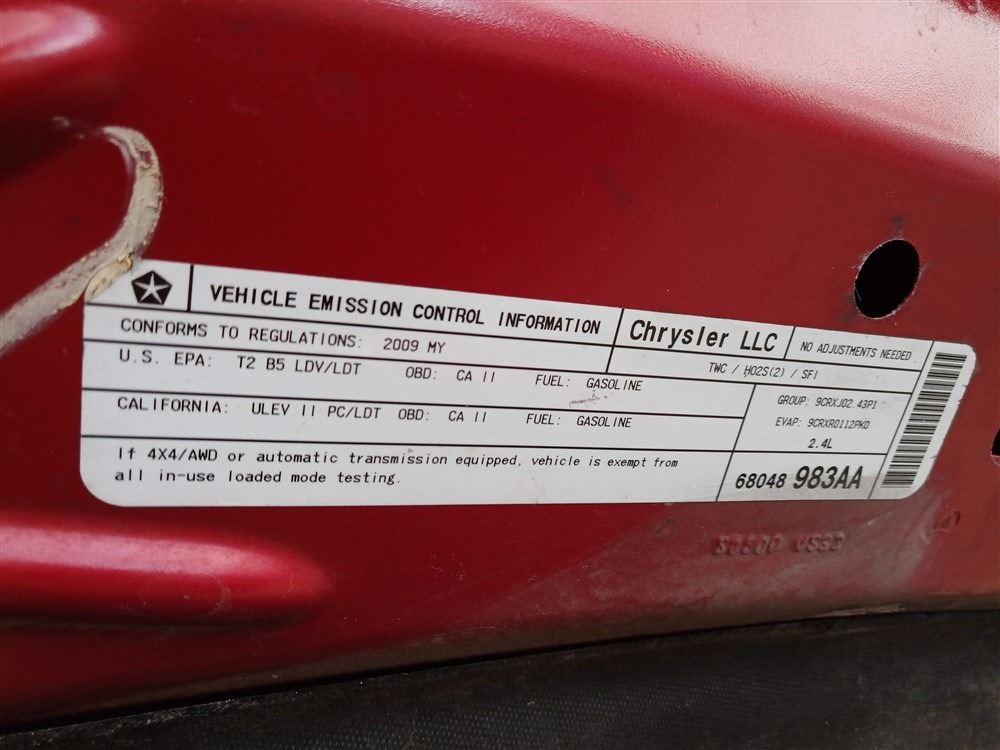 VEHICLE EMISSION CONTROL INFORMATION
Chrysler LLC
NO ADJUSTMENTS NEEDED
CONFORMS TO REGULATIONS: 2009 MY
TWC / HO2S(2) / SFI
U.S. EPA: T2 B5 LDV/LDT OBD: CA II FUEL: GASOLINE
CALIFORNIA: ULEV II PC/LDT OBD: CA II FUEL: GASOLINE
GROUP: 9CRXJ02.43P1
EVAP: 9CRXR0112PK0
2.4L
If 4X4/AWD or automatic transmission equipped, vehicle is exempt from
all in-use loaded mode testing.
68048 983AA